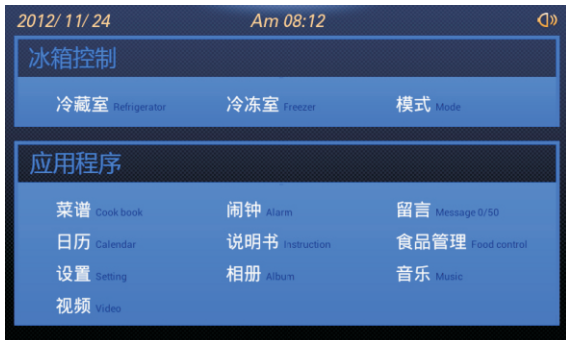 2012/11/24 Am 08:12
冰箱控制
冷藏室 Refrigerator 冷冻室 Freezer 模式 Mode
应用程序
菜谱 Cook book 闹钟 Alarm 留言 Message 0/50
日历 Calendar 说明书 Instruction 食品管理 Food control
设置 Setting 相册 Album 音乐 Music
视频 Video